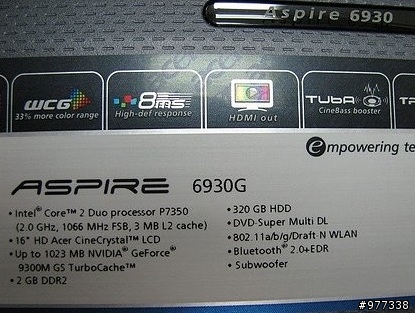 Aspire 6930
WCG
33% more color range
8ms
High-def response
HDMI out
TUBA
CineBass booster
empowering te
ASPIRE 6930G
• Intel® Core™ 2 Duo processor P7350
(2.0 GHz, 1066 MHz FSB, 3 MB L2 cache)
• 16" HD Acer CineCrystal™ LCD
• Up to 1023 MB NVIDIA® GeForce®
9300M GS TurboCache™
• 2 GB DDR2
• 320 GB HDD
• DVD-Super Multi DL
• 802.11a/b/g/Draft-N WLAN
• Bluetooth® 2.0+EDR
• Subwoofer
#977338